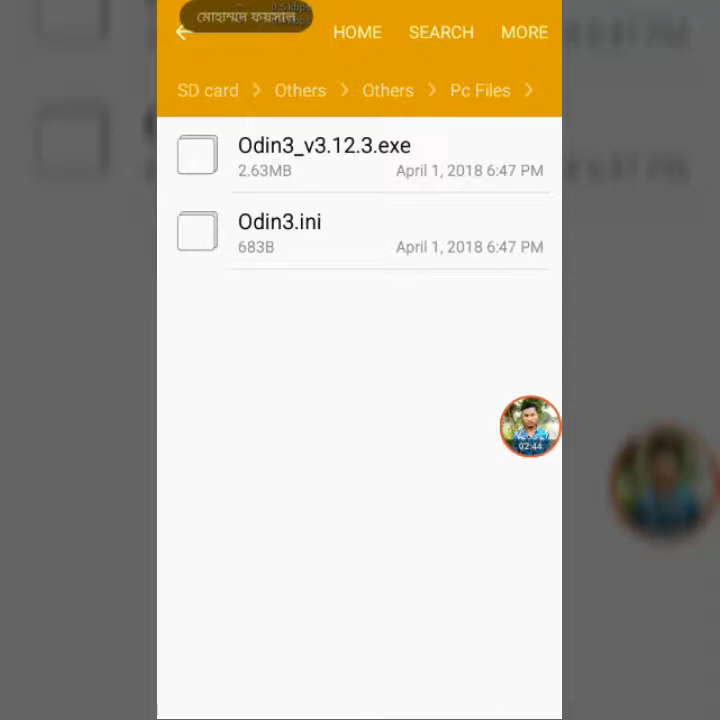 মোহাম্মদ ফয়সাল
HOME SEARCH MORE
SD card > Others > Others > Pc Files >
Odin3_v3.12.3.exe
2.63MB April 1, 2018 6:47 PM
Odin3.ini
683B April 1, 2018 6:47 PM
02:44